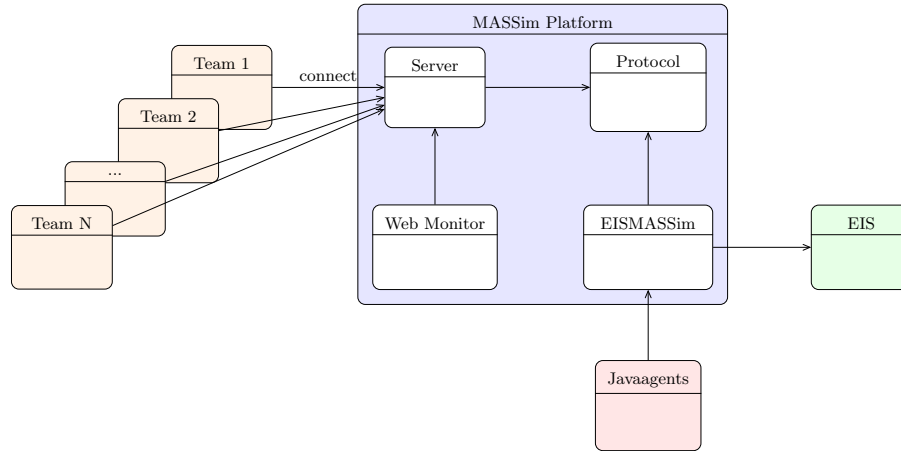 MASSim Platform
Team 1
connect
Server
Protocol
Team 2
...
Team N
Web Monitor
EISMASSim
EIS
Javaagents